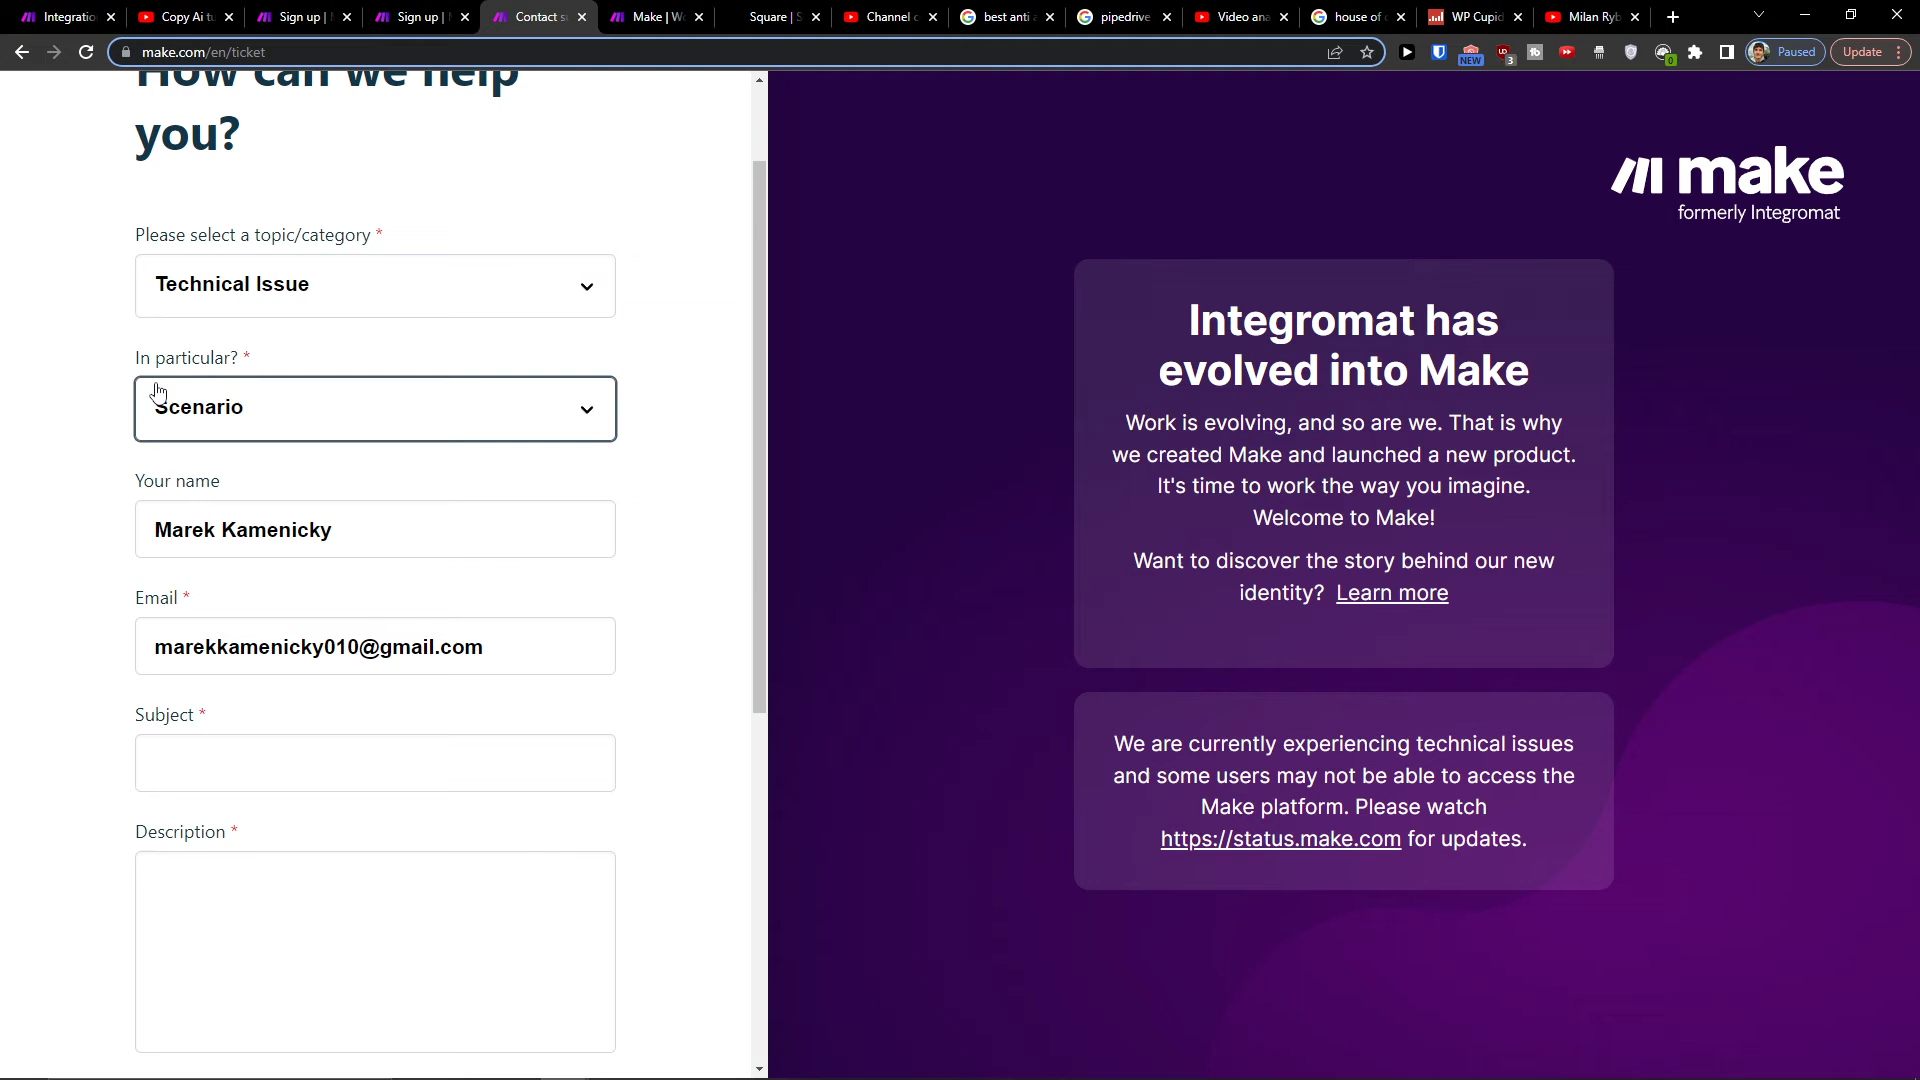 Integratio
Copy Ai tu
Sign up |
Sign up |
Contact s
Make | W
Square | S
Channel c
best anti
pipedrive
Video ana
house of
WP Cupid
Milan Ryb
make.com/en/ticket
NEW
3
0
Paused
Update
How can we help
you?
Please select a topic/category *
Technical Issue
In particular? *
Scenario
Your name
Marek Kamenicky
Email *
marekkamenicky010@gmail.com
Subject *
Description *
make
formerly Integromat
Integromat has
evolved into Make
Work is evolving, and so are we. That is why
we created Make and launched a new product.
It's time to work the way you imagine.
Welcome to Make!
Want to discover the story behind our new
identity? Learn more
We are currently experiencing technical issues
and some users may not be able to access the
Make platform. Please watch
https://status.make.com for updates.